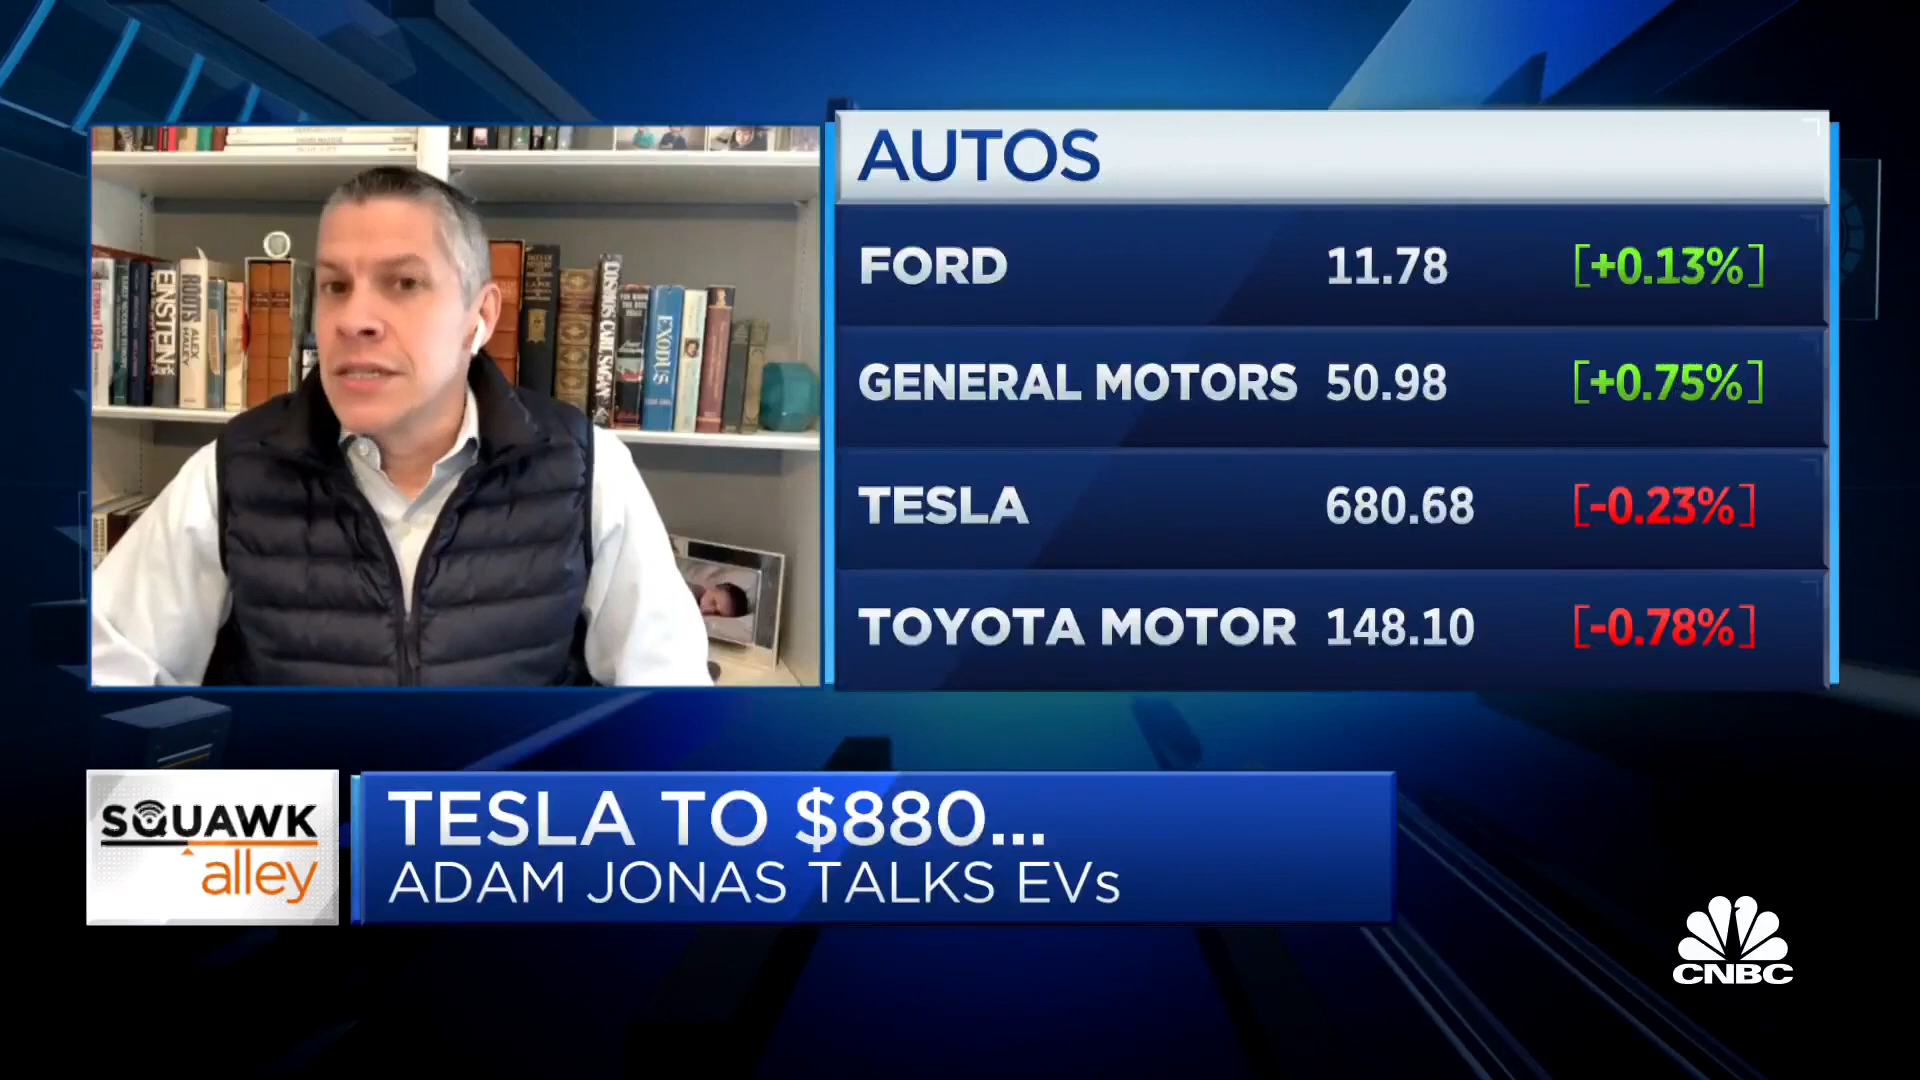 AUTOS
FORD 11.78 [+0.13%]
GENERAL MOTORS 50.98 [+0.75%]
TESLA 680.68 [-0.23%]
TOYOTA MOTOR 148.10 [-0.78%]
EINSTEIN
Clark
ROOTS
ALEX
HALEY
COSMOS CARL SAGAN
EXODUS
SQUAWK
alley
TESLA TO $880...
ADAM JONAS TALKS EVs
CNBC